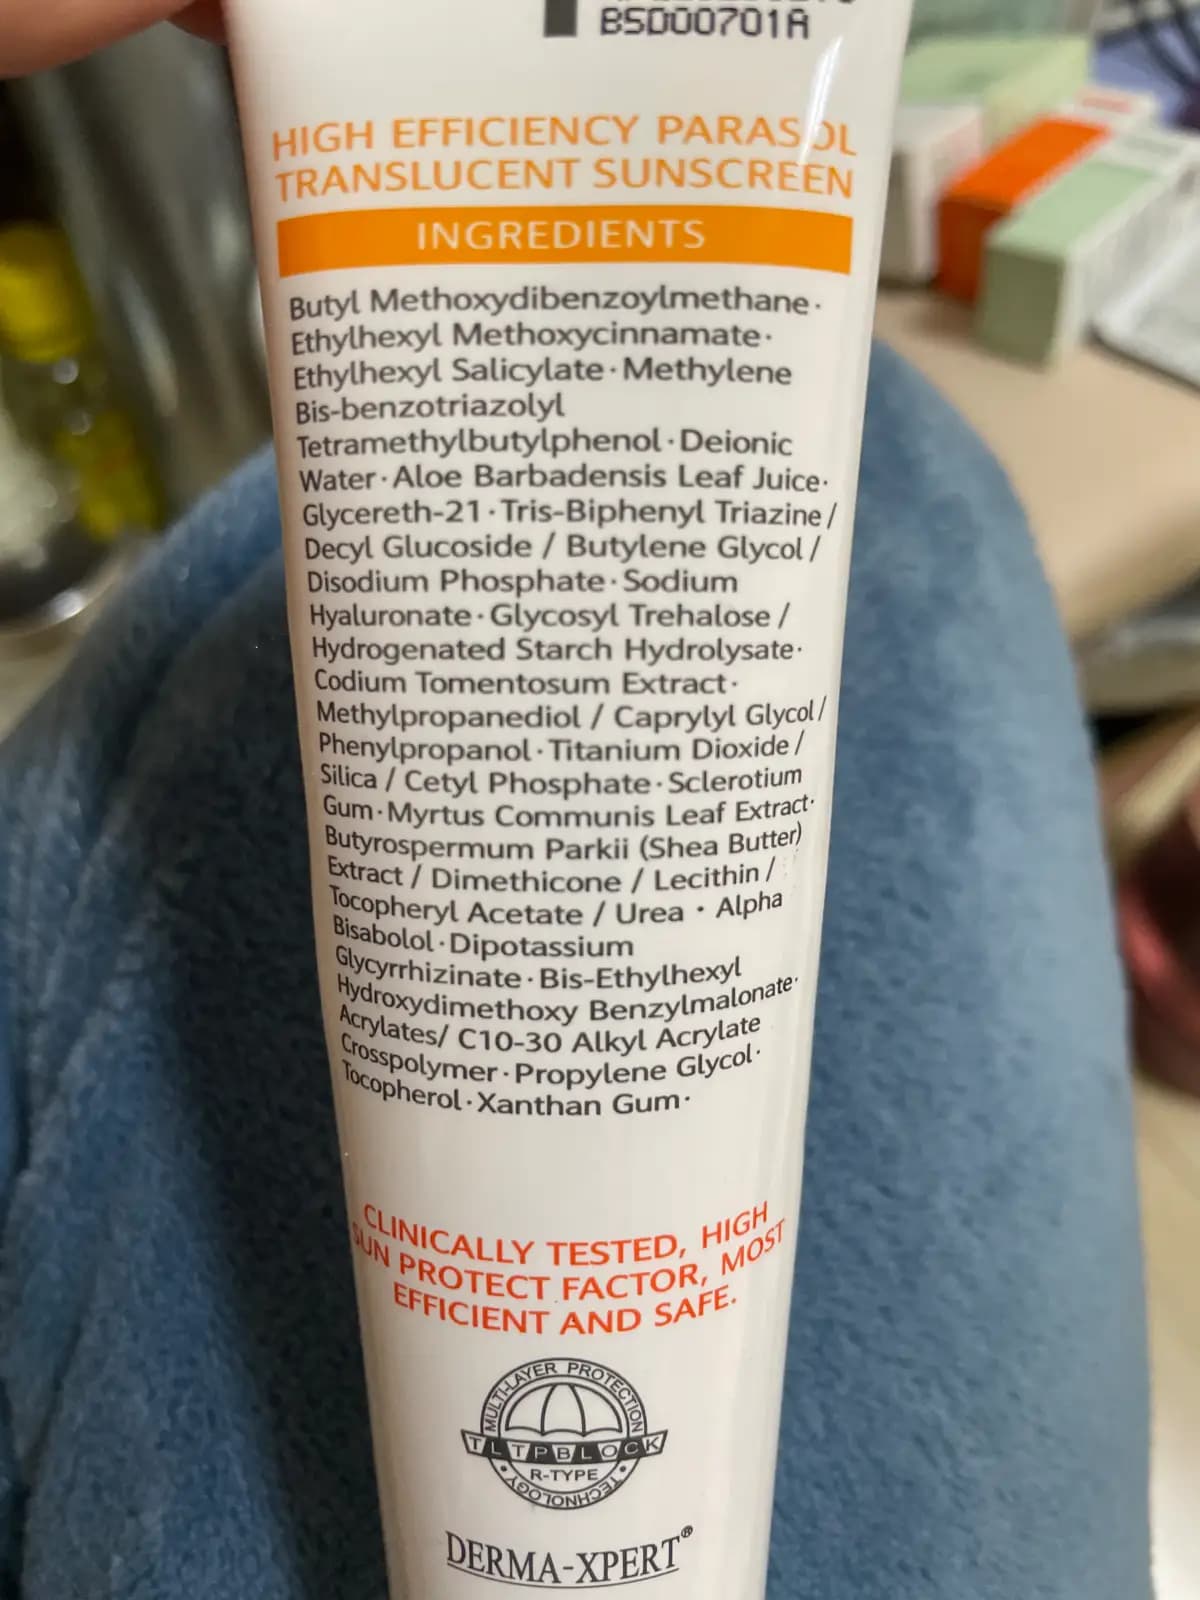 BSD00701A
HIGH EFFICIENCY PARASOL
TRANSLUCENT SUNSCREEN
INGREDIENTS
Butyl Methoxydibenzoylmethane·
Ethylhexyl Methoxycinnamate·
Ethylhexyl Salicylate·Methylene
Bis-benzotriazolyl
Tetramethylbutylphenol·Deionic
Water·Aloe Barbadensis Leaf Juice·
Glycereth-21·Tris-Biphenyl Triazine /
Decyl Glucoside / Butylene Glycol /
Disodium Phosphate·Sodium
Hyaluronate·Glycosyl Trehalose /
Hydrogenated Starch Hydrolysate·
Codium Tomentosum Extract·
Methylpropanediol / Caprylyl Glycol /
Phenylpropanol·Titanium Dioxide /
Silica / Cetyl Phosphate·Sclerotium
Gum·Myrtus Communis Leaf Extract·
Butyrospermum Parkii (Shea Butter)
Extract / Dimethicone / Lecithin /
Tocopheryl Acetate / Urea · Alpha
Bisabolol·Dipotassium
Glycyrrhizinate·Bis-Ethylhexyl
Hydroxydimethoxy Benzylmalonate·
Acrylates/ C10-30 Alkyl Acrylate
Crosspolymer·Propylene Glycol·
Tocopherol·Xanthan Gum·
CLINICALLY TESTED, HIGH
SUN PROTECT FACTOR, MOST
EFFICIENT AND SAFE.
MULTI-LAYER PROTECTION
TLTPBLOCK
R-TYPE
·TECHNOLOGY·
DERMA-XPERT®